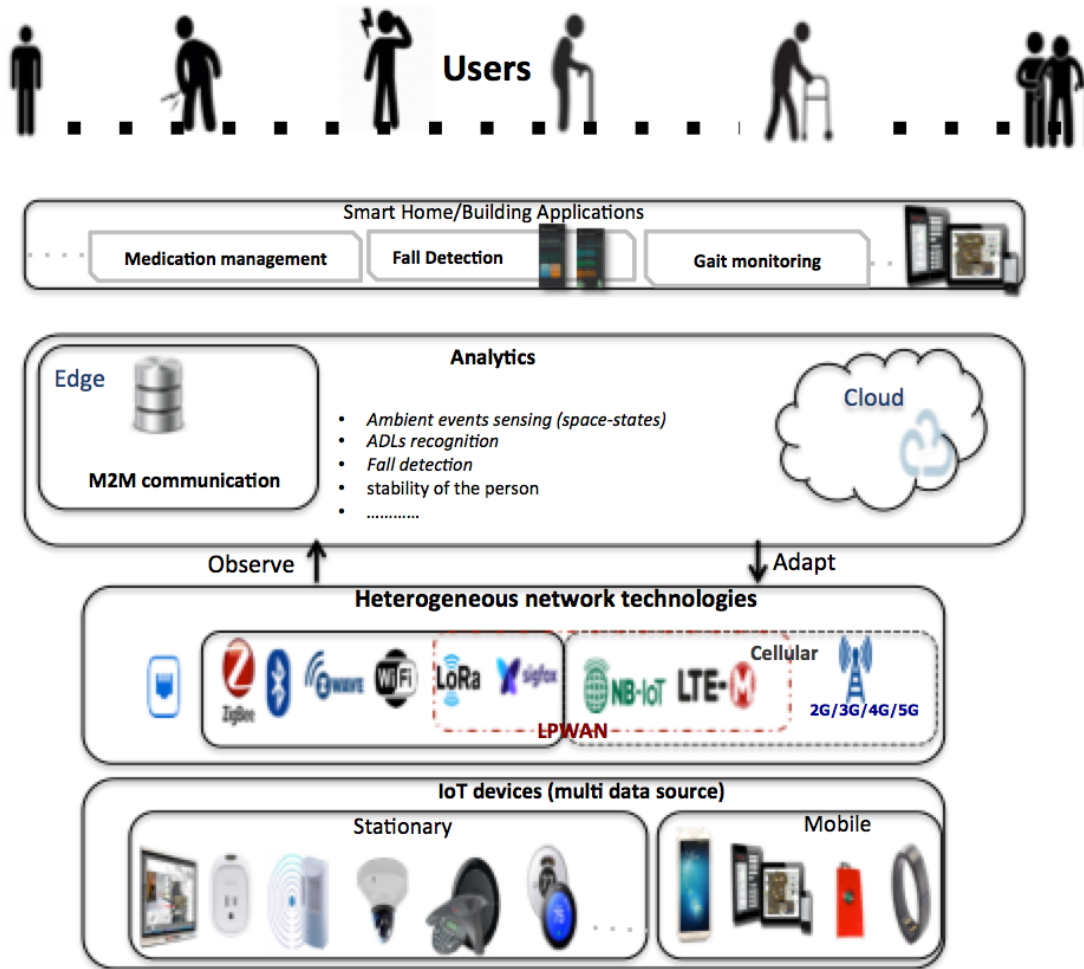 Users
Smart Home/Building Applications
Medication management
Fall Detection
Gait monitoring
Analytics
Edge
M2M communication
• Ambient events sensing (space-states)
• ADLs recognition
• Fall detection
• stability of the person
• …………
Cloud
Observe
Adapt
Heterogeneous network technologies
ZigBee
Z WAVE
WiFi
LoRa
sigfox
NB-IoT
LTE-M
Cellular
2G/3G/4G/5G
LPWAN
IoT devices (multi data source)
Stationary
Mobile